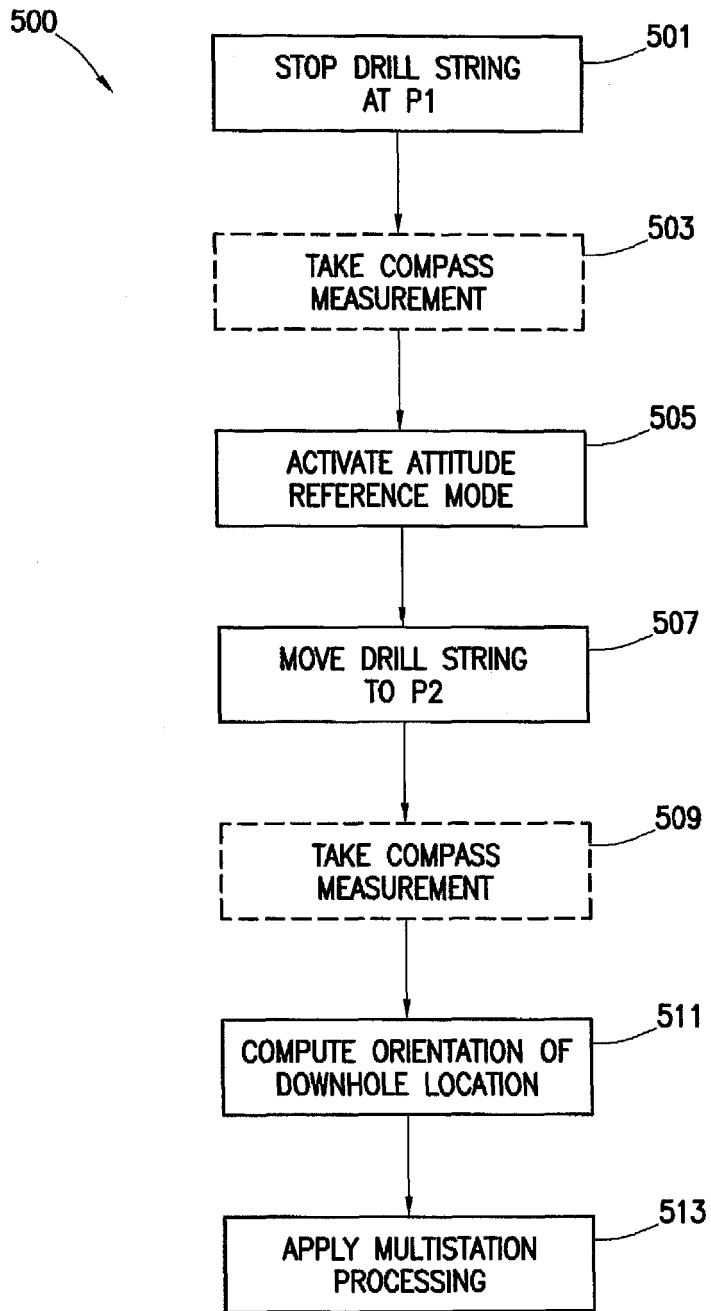 500
501
STOP DRILL STRING
AT P1
503
TAKE COMPASS
MEASUREMENT
505
ACTIVATE ATTITUDE
REFERENCE MODE
507
MOVE DRILL STRING
TO P2
509
TAKE COMPASS
MEASUREMENT
511
COMPUTE ORIENTATION OF
DOWNHOLE LOCATION
513
APPLY MULTISTATION
PROCESSING